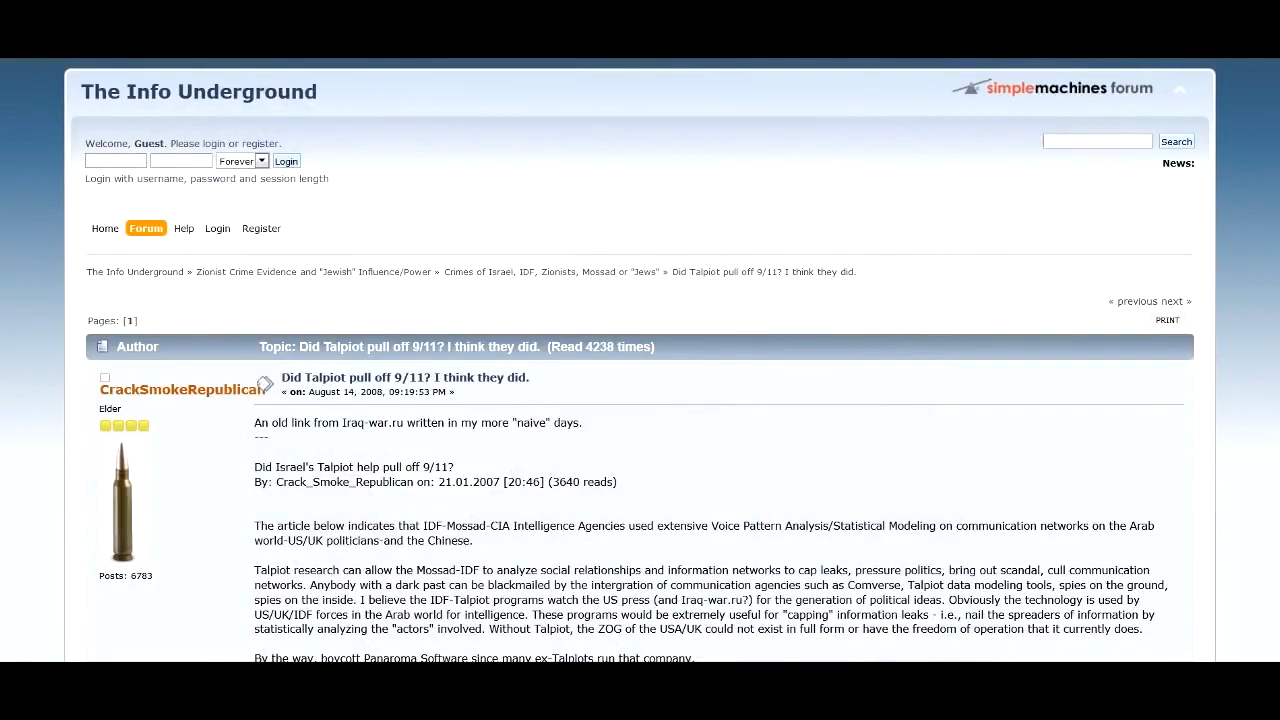 The Info Underground
simplemachines forum
Welcome, Guest. Please login or register.
Forever Login
Search
Login with username, password and session length
News:
Home Forum Help Login Register
The Info Underground » Zionist Crime Evidence and "Jewish" Influence/Power » Crimes of Israel, IDF, Zionists, Mossad or "Jews" » Did Talpiot pull off 9/11? I think they did.
« previous next »
Pages: [1]
PRINT
Author Topic: Did Talpiot pull off 9/11? I think they did. (Read 4238 times)
CrackSmokeRepublican
Elder
Posts: 6783
Did Talpiot pull off 9/11? I think they did.
« on: August 14, 2008, 09:19:53 PM »
An old link from Iraq-war.ru written in my more "naive" days.
---
Did Israel's Talpiot help pull off 9/11?
By: Crack_Smoke_Republican on: 21.01.2007 [20:46] (3640 reads)
The article below indicates that IDF-Mossad-CIA Intelligence Agencies used extensive Voice Pattern Analysis/Statistical Modeling on communication networks on the Arab
world-US/UK politicians-and the Chinese.
Talpiot research can allow the Mossad-IDF to analyze social relationships and information networks to cap leaks, pressure politics, bring out scandal, cull communication
networks. Anybody with a dark past can be blackmailed by the intergration of communication agencies such as Comverse, Talpiot data modeling tools, spies on the ground,
spies on the inside. I believe the IDF-Talpiot programs watch the US press (and Iraq-war.ru?) for the generation of political ideas. Obviously the technology is used by
US/UK/IDF forces in the Arab world for intelligence. These programs would be extremely useful for "capping" information leaks - i.e., nail the spreaders of information by
statistically analyzing the "actors" involved. Without Talpiot, the ZOG of the USA/UK could not exist in full form or have the freedom of operation that it currently does.
By the way, boycott Panaroma Software since many ex-Talpiots run that company.